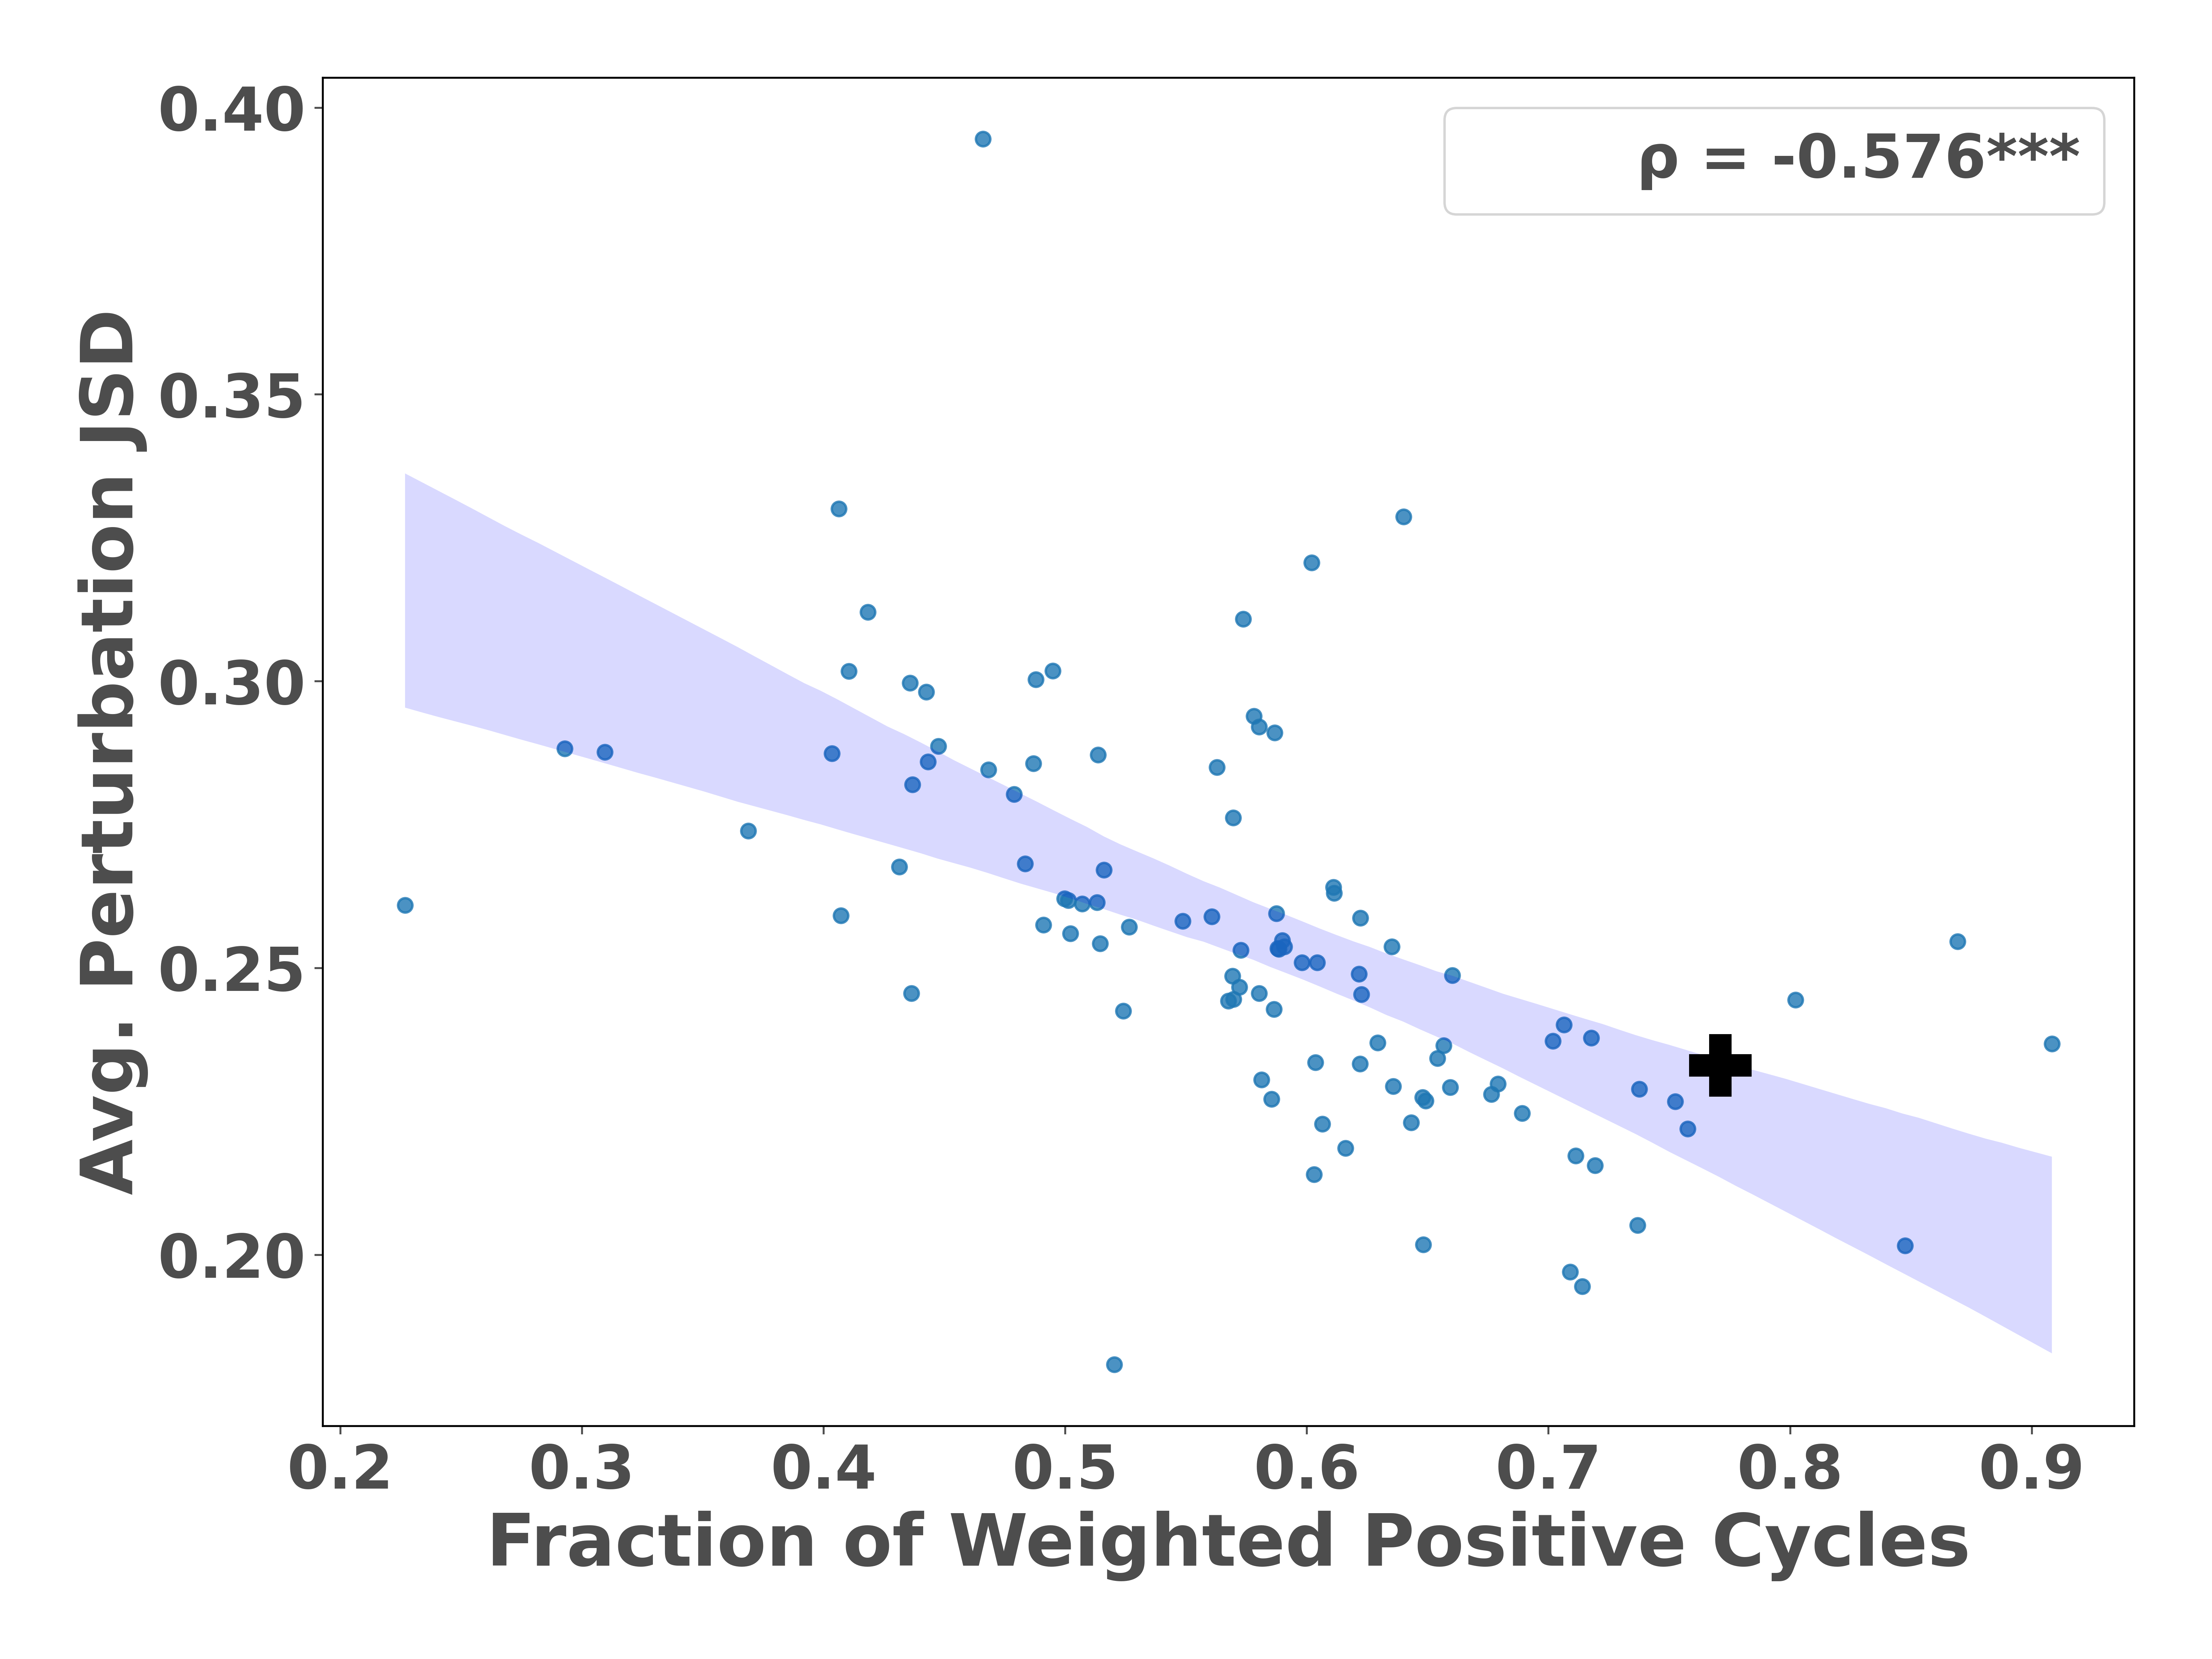 ρ = -0.576***
0.40
0.35
0.30
0.25
0.20
Avg. Perturbation JSD
0.2 0.3 0.4 0.5 0.6 0.7 0.8 0.9
Fraction of Weighted Positive Cycles